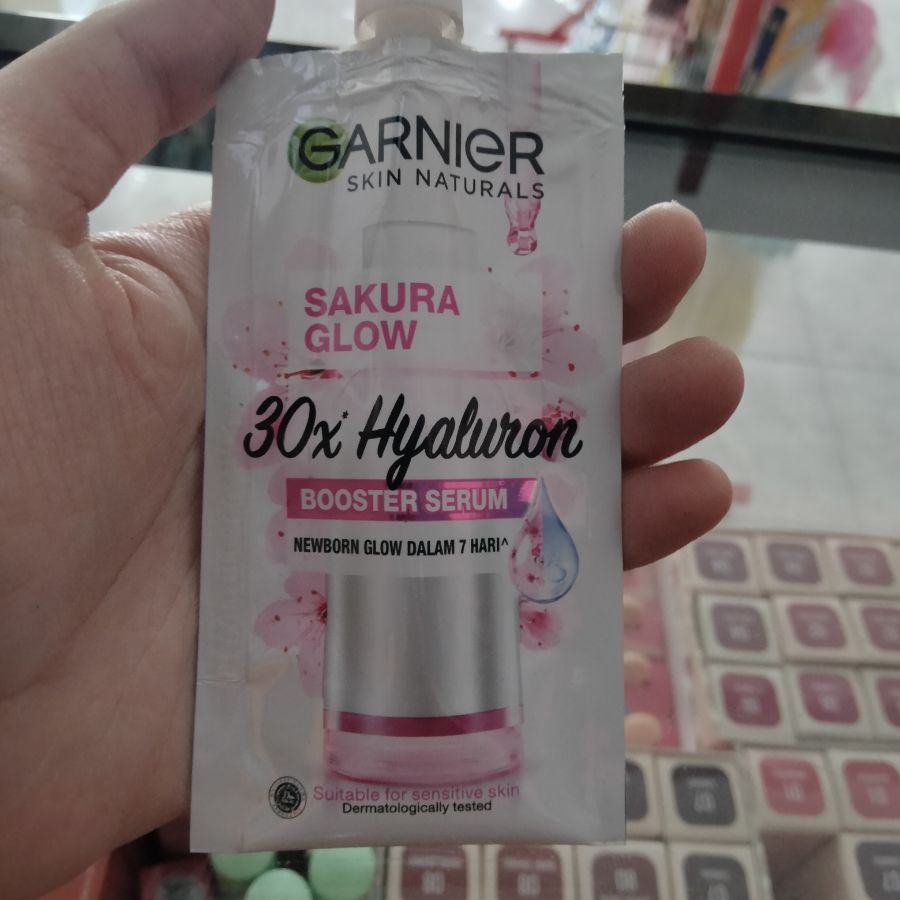 GARNIER
SKIN NATURALS
SAKURA
GLOW
30x* Hyaluron
BOOSTER SERUM
NEWBORN GLOW DALAM 7 HARI^
Suitable for sensitive skin
Dermatologically tested